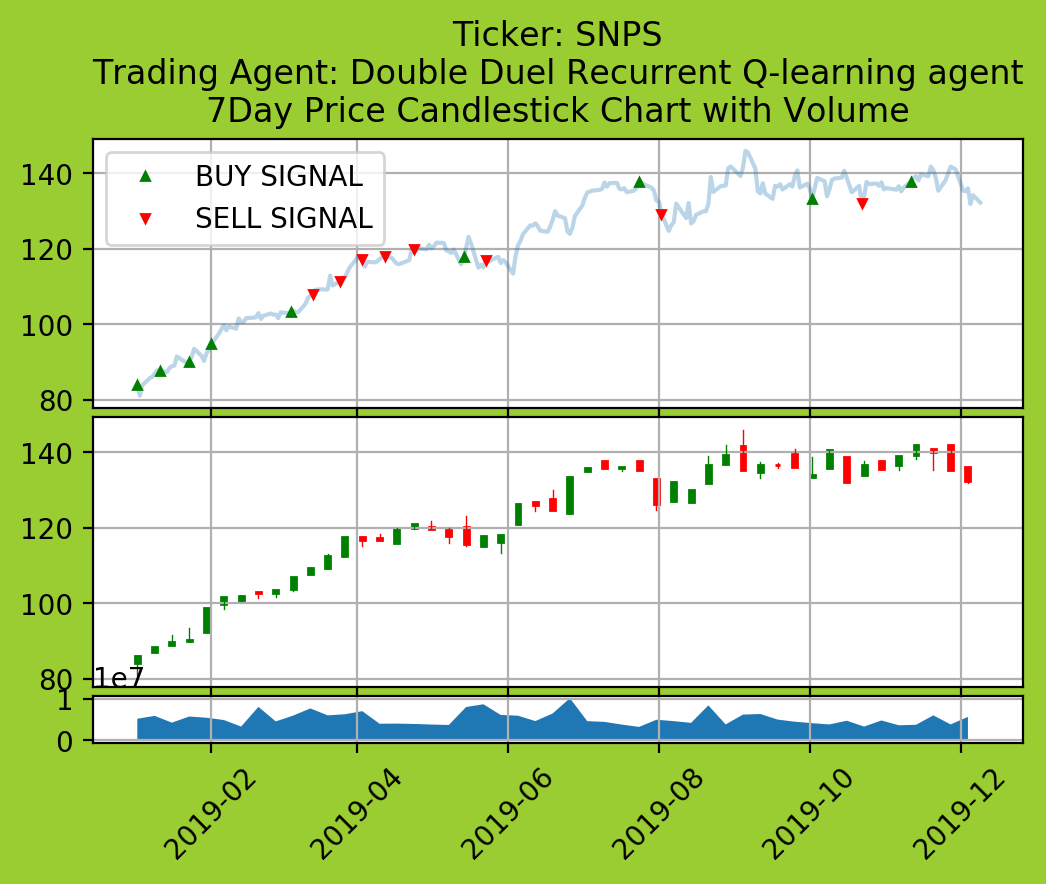 Ticker: SNPS
Trading Agent: Double Duel Recurrent Q-learning agent
7Day Price Candlestick Chart with Volume
BUY SIGNAL
SELL SIGNAL
140
120
100
80
140
120
100
80
1e7
1
0
2019-02
2019-04
2019-06
2019-08
2019-10
2019-12